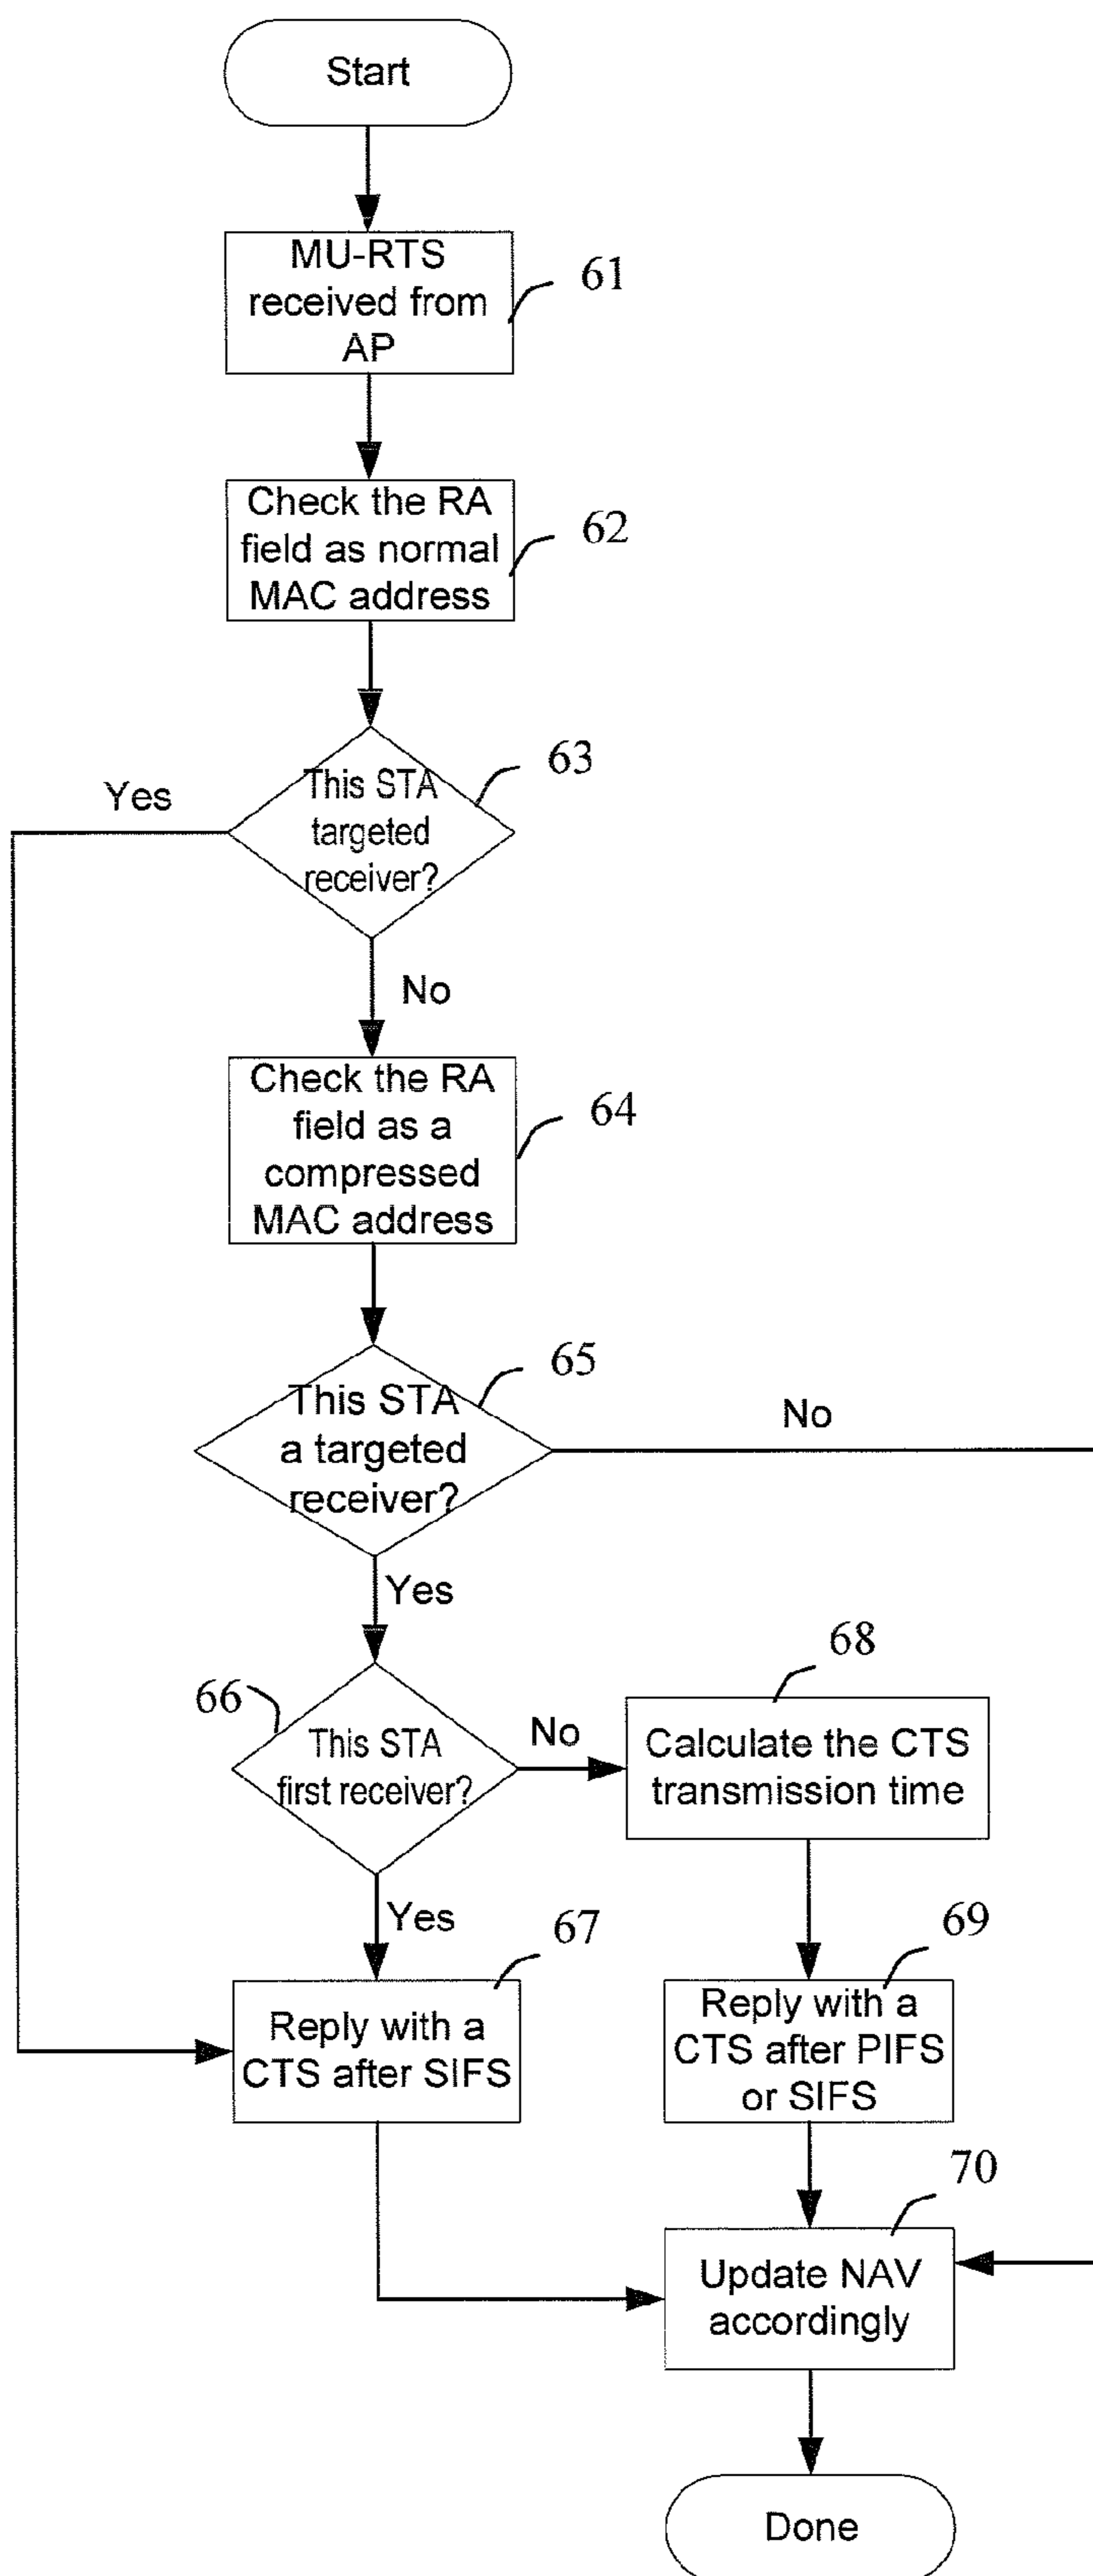 Start
MU-RTS
received from
AP
61
Check the RA
field as normal
MAC address
62
This STA
targeted
receiver?
63
Yes
No
Check the RA
field as a
compressed
MAC address
64
This STA
a targeted
receiver?
65
No
Yes
66
This STA
first receiver?
No
68
Calculate the CTS
transmission time
Yes
67
Reply with a
CTS after SIFS
69
Reply with a
CTS after PIFS
or SIFS
70
Update NAV
accordingly
Done